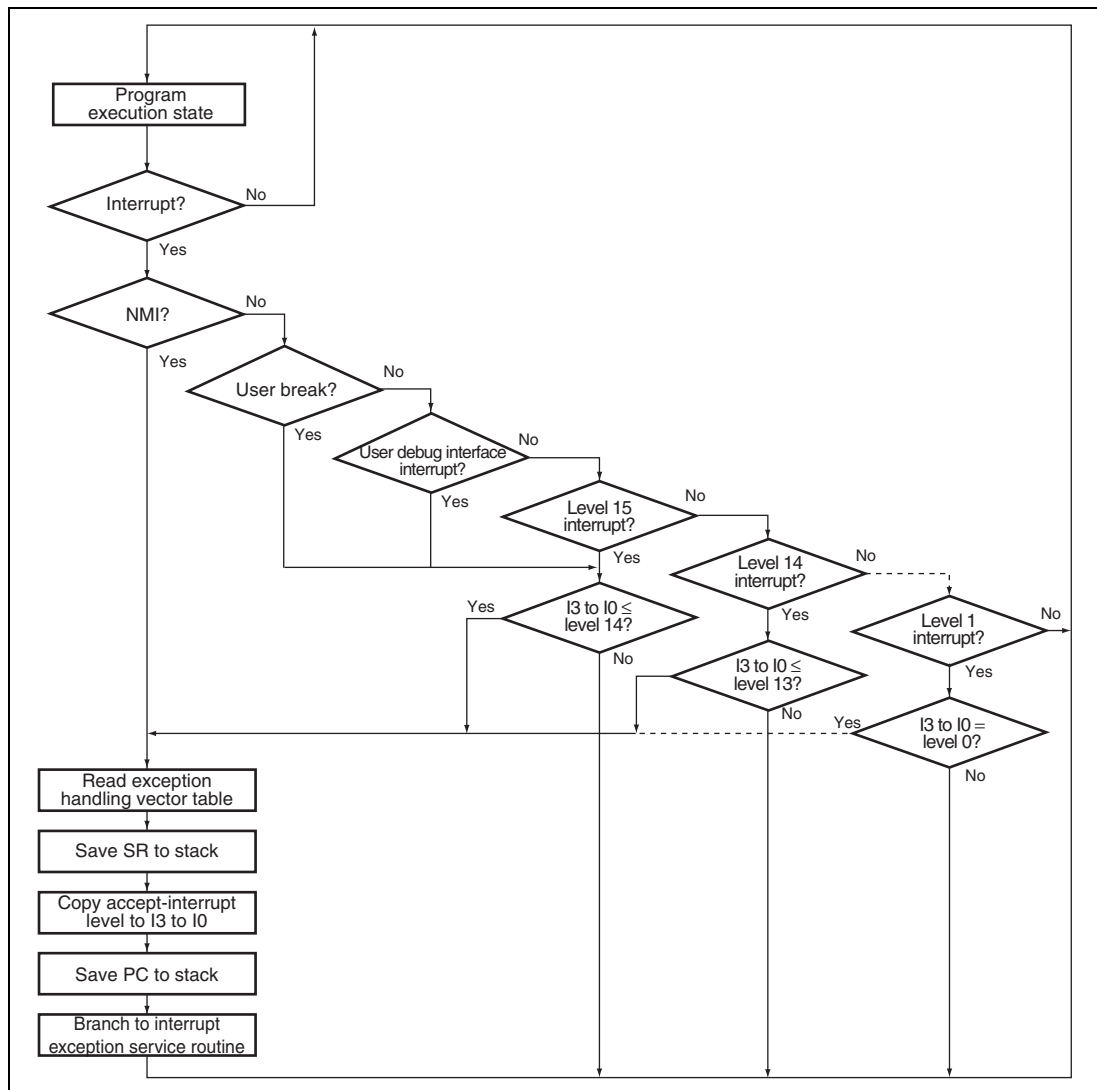 Program
execution state
Interrupt?
No
Yes
NMI?
No
Yes
User break?
No
Yes
User debug interface
interrupt?
No
Yes
Level 15
interrupt?
No
Yes
Level 14
interrupt?
No
Yes
Level 1
interrupt?
No
Yes
I3 to I0 ≤
level 14?
Yes
No
I3 to I0 ≤
level 13?
No
Yes
I3 to I0 =
level 0?
No
Read exception
handling vector table
Save SR to stack
Copy accept-interrupt
level to I3 to I0
Save PC to stack
Branch to interrupt
exception service routine